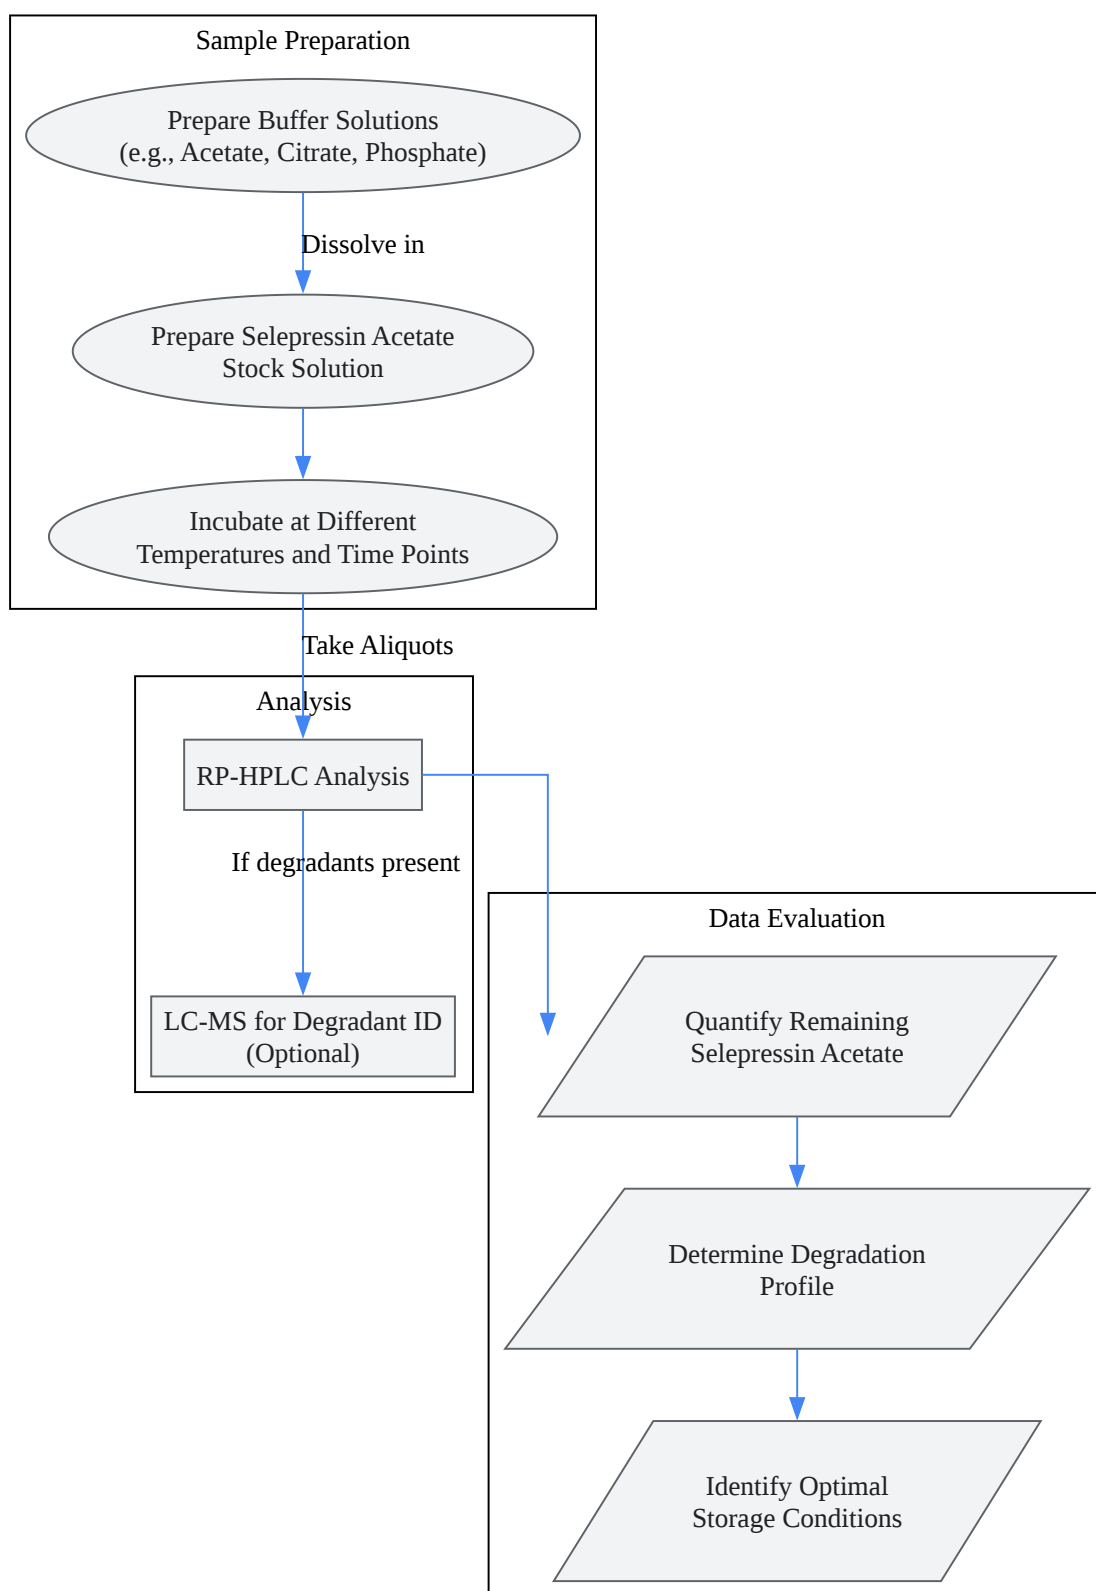 Sample Preparation
Prepare Buffer Solutions
(e.g., Acetate, Citrate, Phosphate)
Dissolve in
Prepare Selepressin Acetate
Stock Solution
Incubate at Different
Temperatures and Time Points
Take Aliquots
Analysis
RP-HPLC Analysis
If degradants present
LC-MS for Degradant ID
(Optional)
Data Evaluation
Quantify Remaining
Selepressin Acetate
Determine Degradation
Profile
Identify Optimal
Storage Conditions